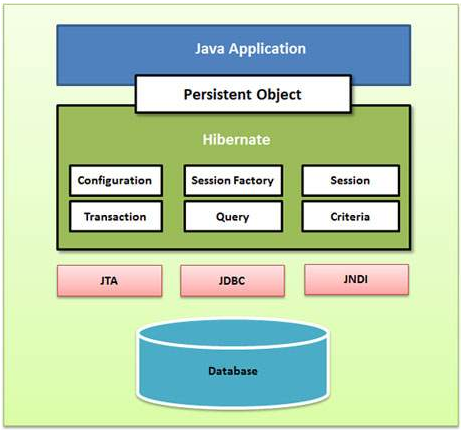 Java Application
Persistent Object
Hibernate
Configuration
Session Factory
Session
Transaction
Query
Criteria
JTA
JDBC
JNDI
Database